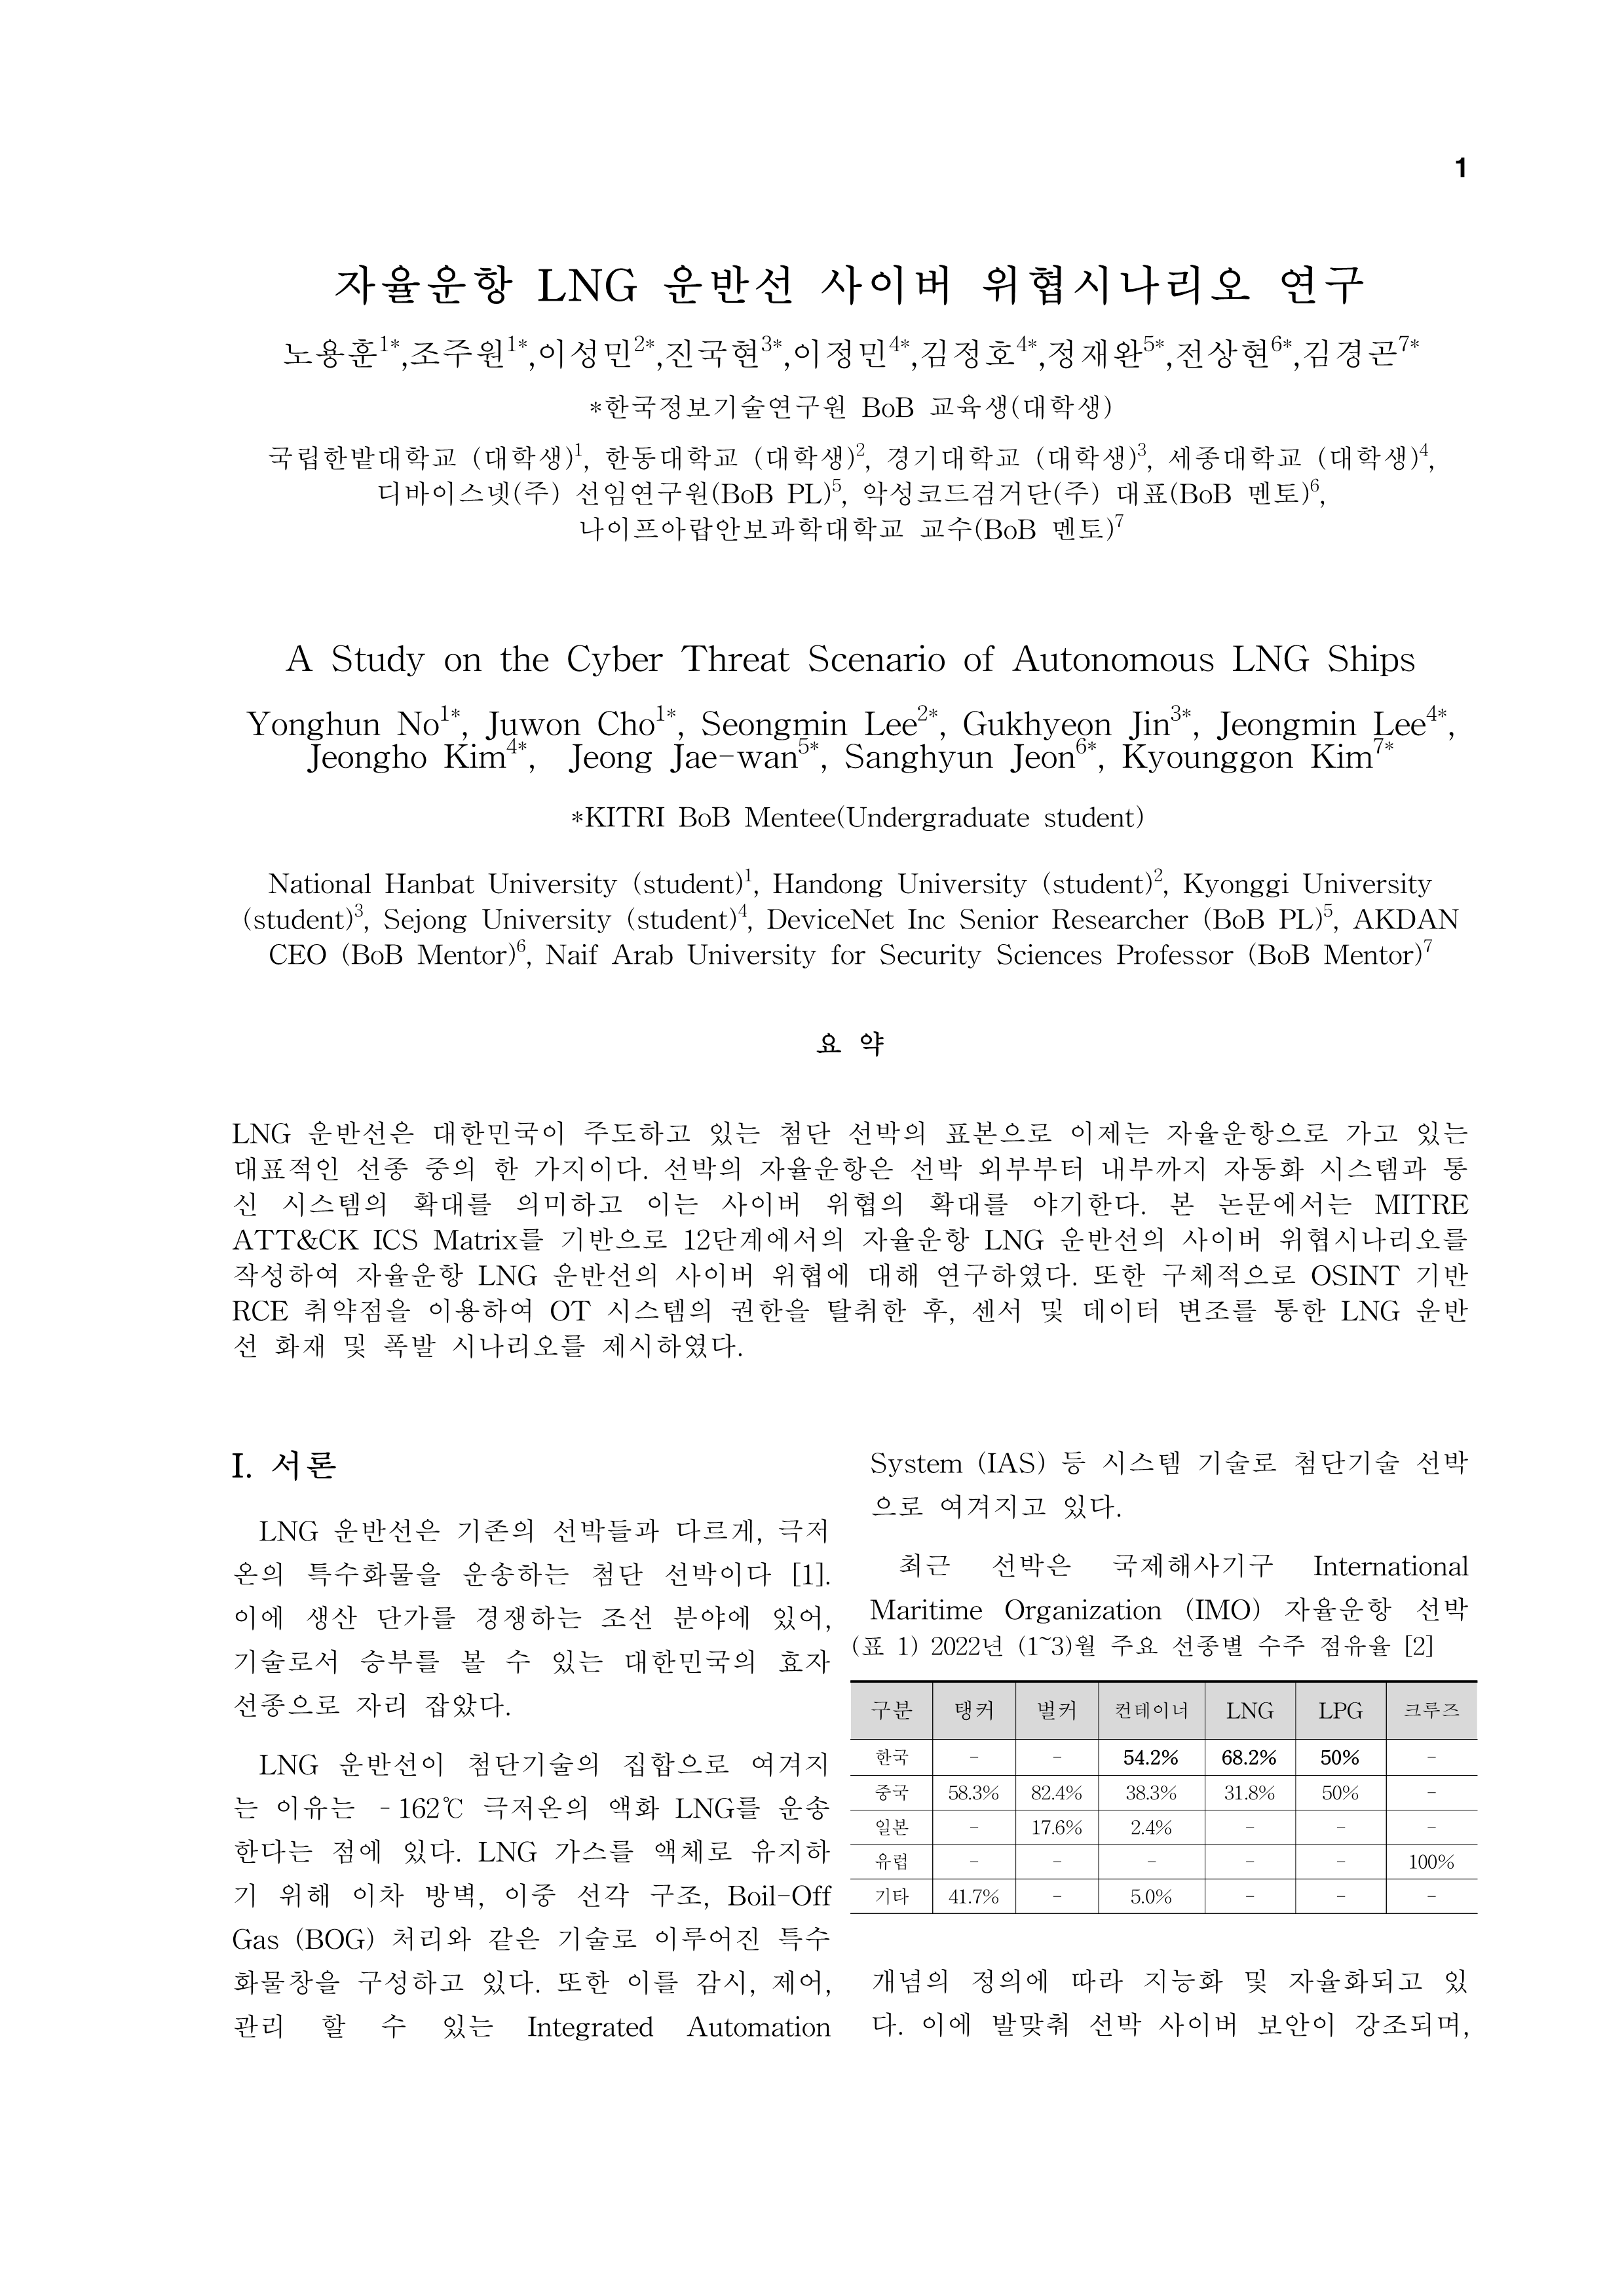 1
자율운항 LNG 운반선 사이버 위협시나리오 연구
노용훈1*,조주원1*,이성민2*,진국현3*,이정민4*,김정호4*,정재완5*,전상현6*,김경곤7*
*한국정보기술연구원 BoB 교육생(대학생)
국립한밭대학교 (대학생)1, 한동대학교 (대학생)2, 경기대학교 (대학생)3, 세종대학교 (대학생)4,
디바이스넷(주) 선임연구원(BoB PL)5, 악성코드검거단(주) 대표(BoB 멘토)6,
나이프아랍안보과학대학교 교수(BoB 멘토)7
A Study on the Cyber Threat Scenario of Autonomous LNG Ships
Yonghun No1*, Juwon Cho1*, Seongmin Lee2*, Gukhyeon Jin3*, Jeongmin Lee4*,
Jeongho Kim4*, Jeong Jae-wan5*, Sanghyun Jeon6*, Kyounggon Kim7*
*KITRI BoB Mentee(Undergraduate student)
National Hanbat University (student)1, Handong University (student)2, Kyonggi University
(student)3, Sejong University (student)4, DeviceNet Inc Senior Researcher (BoB PL)5, AKDAN
CEO (BoB Mentor)6, Naif Arab University for Security Sciences Professor (BoB Mentor)7
요 약
LNG 운반선은 대한민국이 주도하고 있는 첨단 선박의 표본으로 이제는 자율운항으로 가고 있는
대표적인 선종 중의 한 가지이다. 선박의 자율운항은 선박 외부부터 내부까지 자동화 시스템과 통
신 시스템의 확대를 의미하고 이는 사이버 위협의 확대를 야기한다. 본 논문에서는 MITRE
ATT&CK ICS Matrix를 기반으로 12단계에서의 자율운항 LNG 운반선의 사이버 위협시나리오를
작성하여 자율운항 LNG 운반선의 사이버 위협에 대해 연구하였다. 또한 구체적으로 OSINT 기반
RCE 취약점을 이용하여 OT 시스템의 권한을 탈취한 후, 센서 및 데이터 변조를 통한 LNG 운반
선 화재 및 폭발 시나리오를 제시하였다.
I. 서론
LNG 운반선은 기존의 선박들과 다르게, 극저
온의 특수화물을 운송하는 첨단 선박이다 [1].
이에 생산 단가를 경쟁하는 조선 분야에 있어,
기술로서 승부를 볼 수 있는 대한민국의 효자
선종으로 자리 잡았다.
LNG 운반선이 첨단기술의 집합으로 여겨지
는 이유는 –162℃ 극저온의 액화 LNG를 운송
한다는 점에 있다. LNG 가스를 액체로 유지하
기 위해 이차 방벽, 이중 선각 구조, Boil-Off
Gas (BOG) 처리와 같은 기술로 이루어진 특수
화물창을 구성하고 있다. 또한 이를 감시, 제어,
관리 할 수 있는 Integrated Automation
System (IAS) 등 시스템 기술로 첨단기술 선박
으로 여겨지고 있다.
최근 선박은 국제해사기구 International
Maritime Organization (IMO) 자율운항 선박
(표 1) 2022년 (1~3)월 주요 선종별 수주 점유율 [2]
구분 탱커 벌커 컨테이너 LNG LPG 크루즈
한국 - - 54.2% 68.2% 50% -
중국 58.3% 82.4% 38.3% 31.8% 50% -
일본 - 17.6% 2.4% - - -
유럽 - - - - - 100%
기타 41.7% - 5.0% - - -
개념의 정의에 따라 지능화 및 자율화되고 있
다. 이에 발맞춰 선박 사이버 보안이 강조되며,